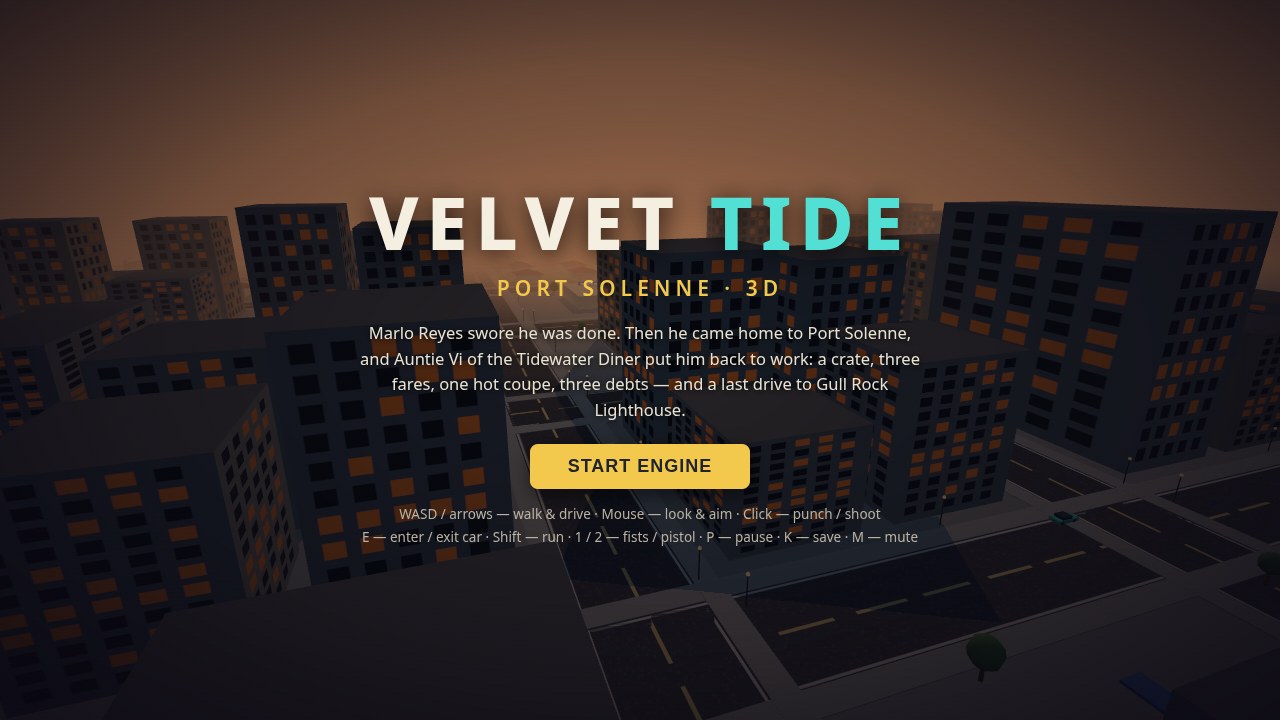 VELVET TIDE
PORT SOLENNE · 3D
Marlo Reyes swore he was done. Then he came home to Port Solenne,
and Auntie Vi of the Tidewater Diner put him back to work: a crate, three
fares, one hot coupe, three debts — and a last drive to Gull Rock
Lighthouse.
START ENGINE
WASD / arrows — walk & drive · Mouse — look & aim · Click — punch / shoot
E — enter / exit car · Shift — run · 1 / 2 — fists / pistol · P — pause · K — save · M — mute